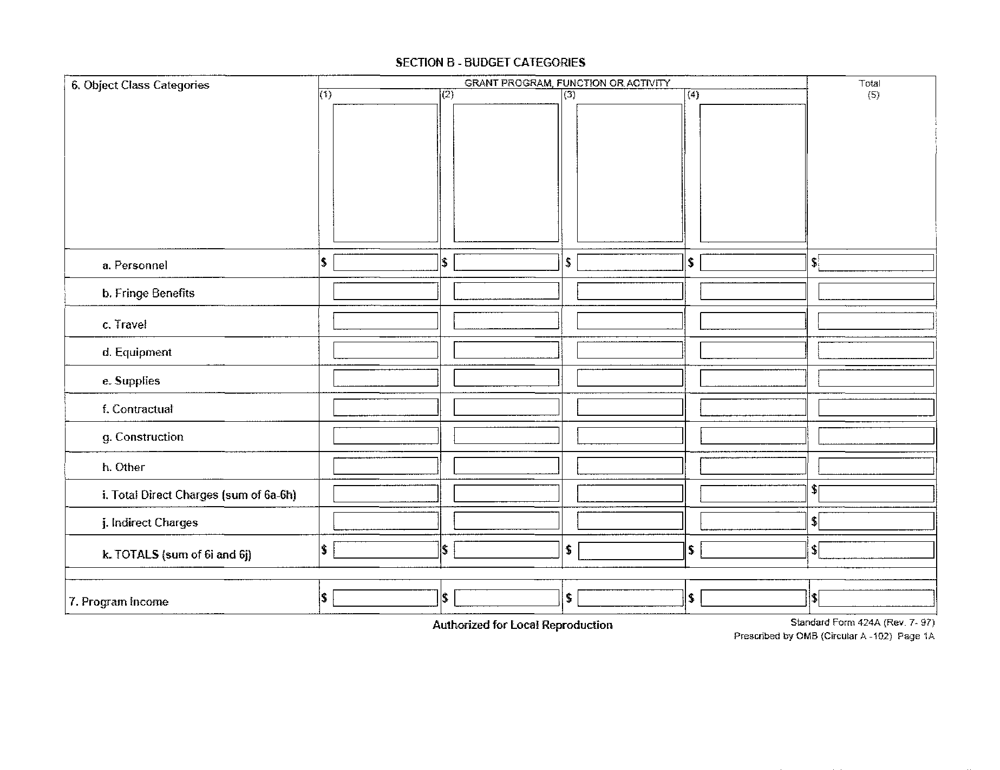 SECTION B - BUDGET CATEGORIES
6. Object Class Categories
GRANT PROGRAM, FUNCTION OR ACTIVITY
Total
(1)
(2)
(3)
(4)
(5)
a. Personnel
$ $ $ $ $
b. Fringe Benefits
c. Travel
d. Equipment
e. Supplies
f. Contractual
g. Construction
h. Other
i. Total Direct Charges (sum of 6a-6h)
$
j. Indirect Charges
$
k. TOTALS (sum of 6i and 6j)
$ $ $ $ $
7. Program Income
$ $ $ $ $
Authorized for Local Reproduction
Standard Form 424A (Rev. 7- 97)
Prescribed by OMB (Circular A -102) Page 1A